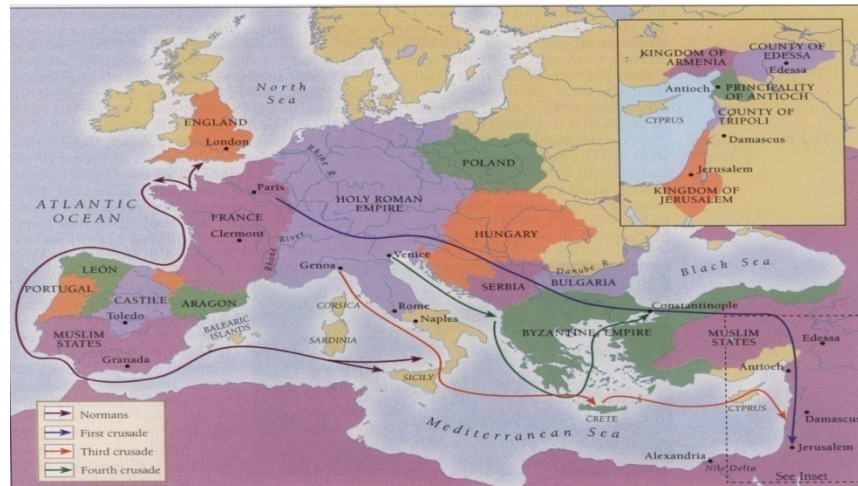 North
Sea
ENGLAND
London
Rhine R.
POLAND
ATLANTIC
OCEAN
Paris
HOLY ROMAN
EMPIRE
FRANCE
Clermont
HUNGARY
Rhône River
Genoa
Venice
Danube R.
Black Sea
LEÓN
PORTUGAL
CASTILE
Toledo
ARAGON
CORSICA
Rome
SERBIA
BULGARIA
Constantinople
MUSLIM
STATES
BALEARIC
ISLANDS
SARDINIA
Naples
BYZANTINE EMPIRE
MUSLIM
STATES
Edessa
Granada
SICILY
Antioch
CRETE
CYPRUS
Damascus
Mediterranean Sea
Alexandria
Nile Delta
Jerusalem
See Inset
Normans
First crusade
Third crusade
Fourth crusade
KINGDOM OF
ARMENIA
COUNTY OF
EDESSA
Edessa
Antioch
PRINCIPALITY
OF ANTIOCH
CYPRUS
COUNTY OF
TRIPOLI
Damascus
Jerusalem
KINGDOM OF
JERUSALEM